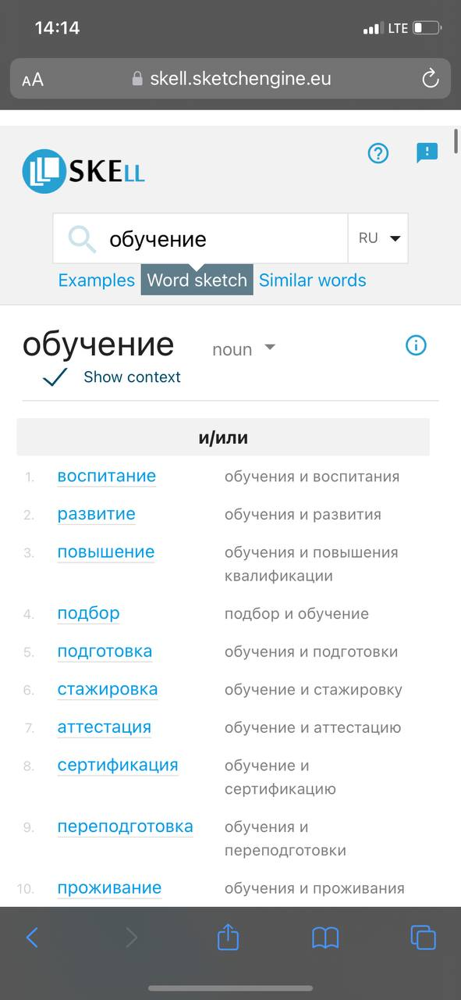 14:14 LTE
AA skell.sketchengine.eu
SKELL
обучение RU
Examples Word sketch Similar words
обучение noun
Show context
и/или
1. воспитание обучения и воспитания
2. развитие обучения и развития
3. повышение обучения и повышения
квалификации
4. подбор подбор и обучение
5. подготовка обучения и подготовки
6. стажировка обучение и стажировку
7. аттестация обучение и аттестацию
8. сертификация обучение и
сертификацию
9. переподготовка обучения и
переподготовки
10. проживание обучения и проживания